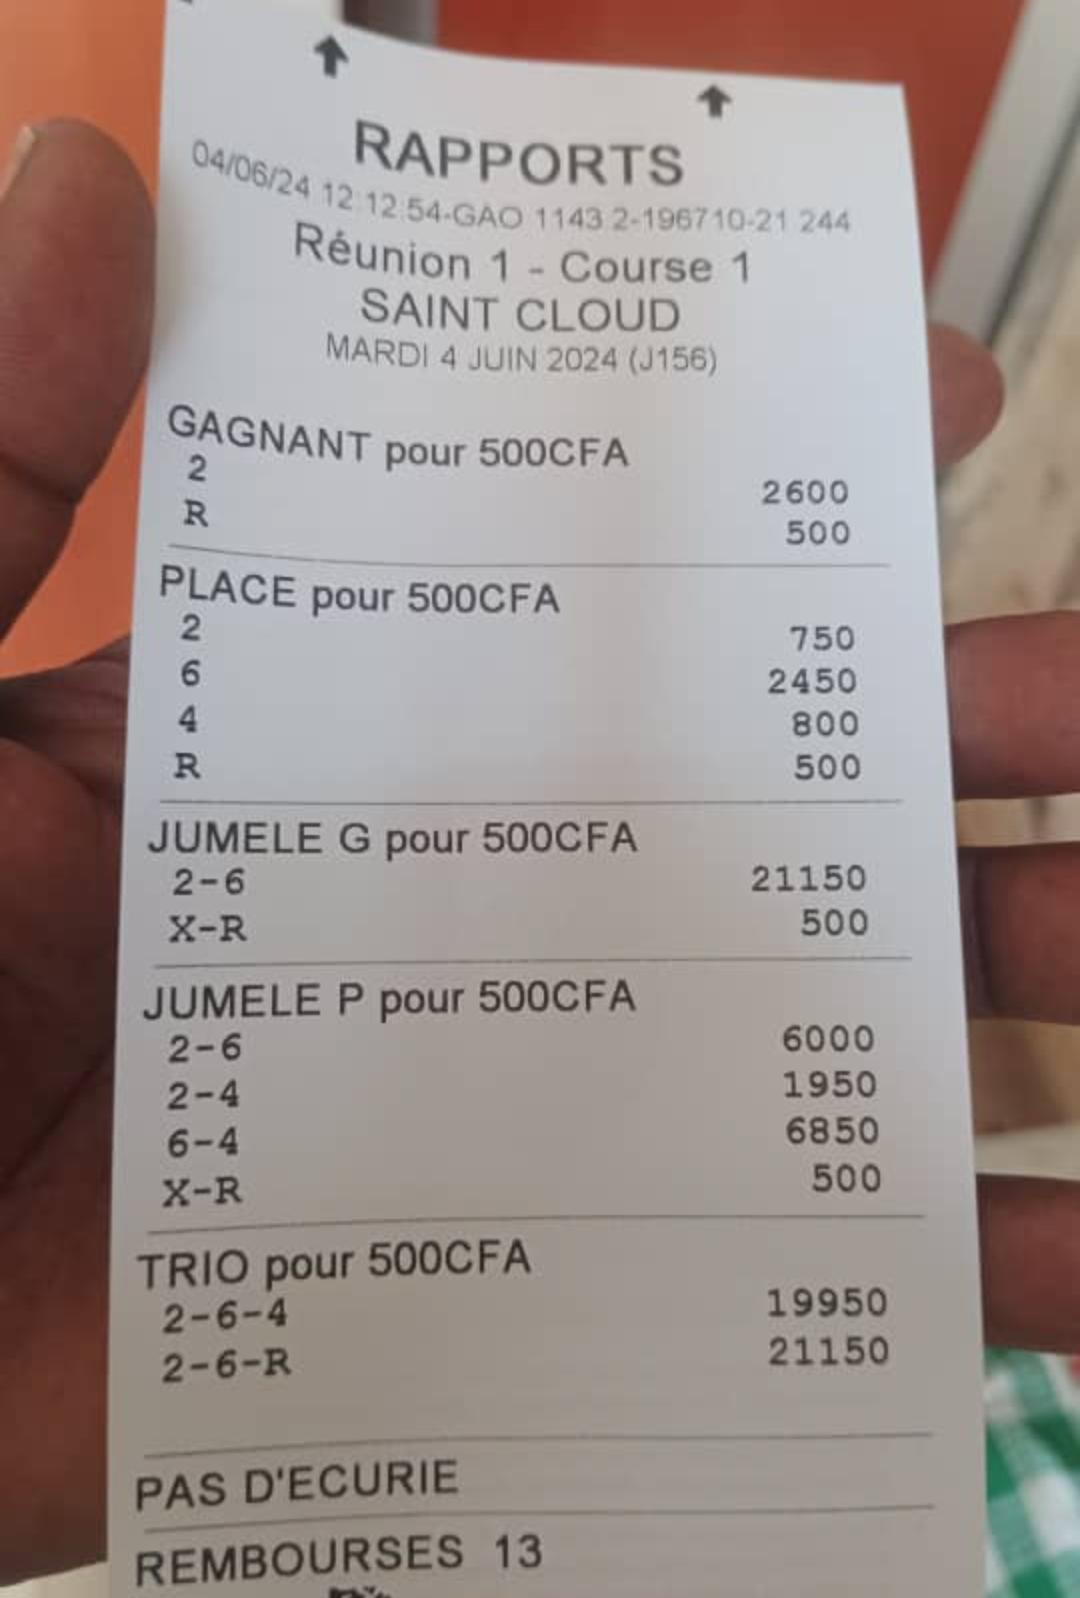 RAPPORTS
04/06/24 12:12:54-GAO 1143 2-196710-21 244
Réunion 1 - Course 1
SAINT CLOUD
MARDI 4 JUIN 2024 (J156)
GAGNANT pour 500CFA
2 2600
R 500
PLACE pour 500CFA
2 750
6 2450
4 800
R 500
JUMELE G pour 500CFA
2-6 21150
X-R 500
JUMELE P pour 500CFA
2-6 6000
2-4 1950
6-4 6850
X-R 500
TRIO pour 500CFA
2-6-4 19950
2-6-R 21150
PAS D'ECURIE
REMBOURSES 13